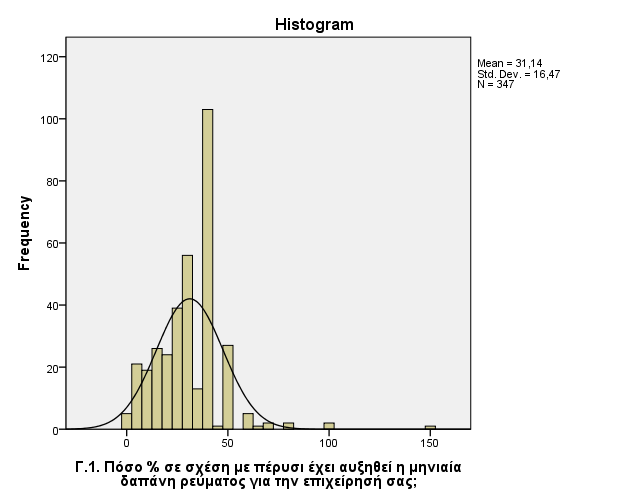 Histogram
Mean = 31,14
Std. Dev. = 16,47
N = 347
Frequency
120
100
80
60
40
20
0
0 50 100 150
Γ.1. Πόσο % σε σχέση με πέρυσι έχει αυξηθεί η μηνιαία
δαπάνη ρεύματος για την επιχείρησή σας;